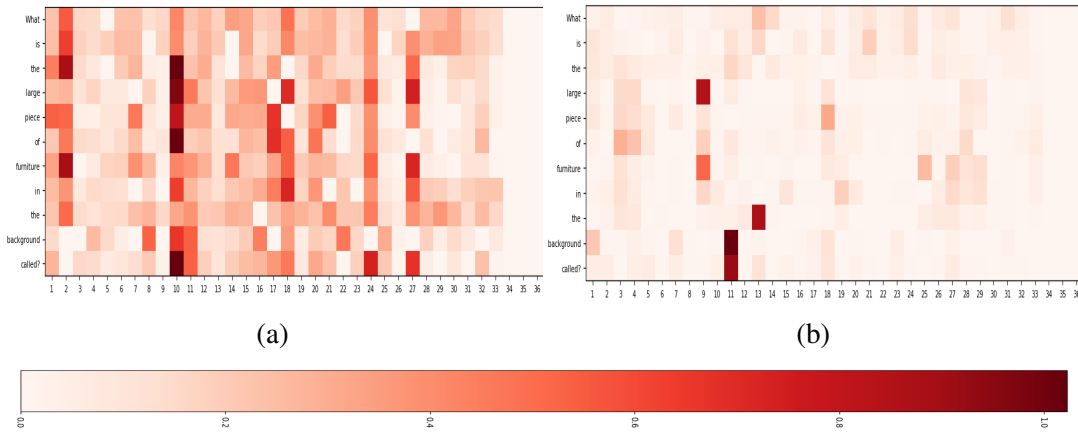 What
is
the
large
piece
of
furniture
in
the
background
called?
1 2 3 4 5 6 7 8 9 10 11 12 13 14 15 16 17 18 19 20 21 22 23 24 25 26 27 28 29 30 31 32 33 34 35 36
(a)
What
is
the
large
piece
of
furniture
in
the
background
called?
1 2 3 4 5 6 7 8 9 10 11 12 13 14 15 16 17 18 19 20 21 22 23 24 25 26 27 28 29 30 31 32 33 34 35 36
(b)
0.0 0.2 0.4 0.6 0.8 1.0